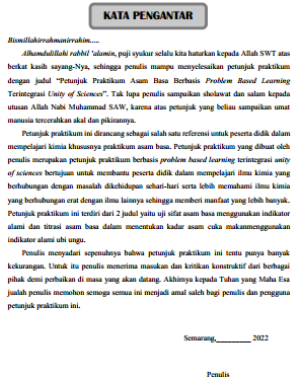 KATA PENGANTAR
Bismillahirrahmanirrahim.....
Alhamdulillahi rabbil 'alamin, puji syukur selalu kita haturkan kepada Allah SWT atas
berkat kasih sayang-Nya, sehingga penulis mampu menyelesaikan petunjuk praktikum
dengan judul "Petunjuk Praktikum Asam Basa Berbasis Problem Based Learning
Terintegrasi Unity of Sciences". Tak lupa penulis sampaikan sholawat dan salam kepada
utusan Allah Nabi Muhammad SAW, karena atas petunjuk yang beliau sampaikan umat
manusia tercerahkan akal dan pikirannya.
Petunjuk praktikum ini dirancang sebagai salah satu referensi untuk peserta didik dalam
mempelajari kimia khususnya praktikum asam basa. Petunjuk praktikum yang dibuat oleh
penulis merupakan petunjuk praktikum berbasis problem based learning terintegrasi unity
of sciences bertujuan untuk membantu peserta didik dalam mempelajari ilmu kimia yang
berhubungan dengan masalah dikehidupan sehari-hari serta lebih memahami ilmu kimia
yang berhubungan erat dengan ilmu lainnya sehingga memberi manfaat yang lebih banyak.
Petunjuk praktikum ini terdiri dari 2 judul yaitu uji sifat asam basa menggunakan indikator
alami dan titrasi asam basa dalam menentukan kadar asam cuka makanmenggunakan
indikator alami ubi ungu.
Penulis menyadari sepenuhnya bahwa petunjuk praktikum ini tentu punya banyak
kekurangan. Untuk itu penulis menerima masukan dan kritikan konstruktif dari berbagai
pihak demi perbaikan di masa yang akan datang. Akhirnya kepada Tuhan yang Maha Esa
jualah penulis memohon semoga semua ini menjadi amal saleh bagi penulis dan pengguna
petunjuk praktikum ini.
Semarang,________ 2022
Penulis